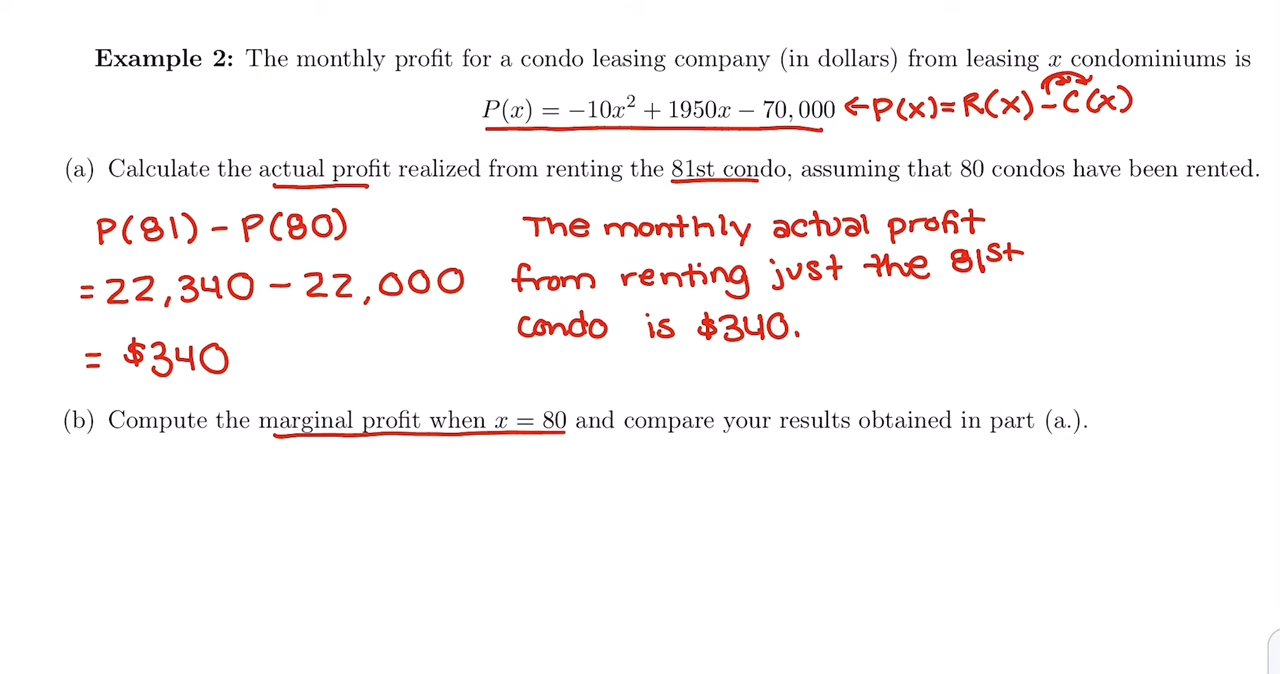 Example 2: The monthly profit for a condo leasing company (in dollars) from leasing x condominiums is
P(x) = −10x² + 1950x − 70,000 ← P(x) = R(x) − C(x)
(a) Calculate the actual profit realized from renting the 81st condo, assuming that 80 condos have been rented.
P(81) − P(80)
= 22,340 − 22,000
= $340
The monthly actual profit
from renting just the 81st
condo is $340.
(b) Compute the marginal profit when x = 80 and compare your results obtained in part (a.).